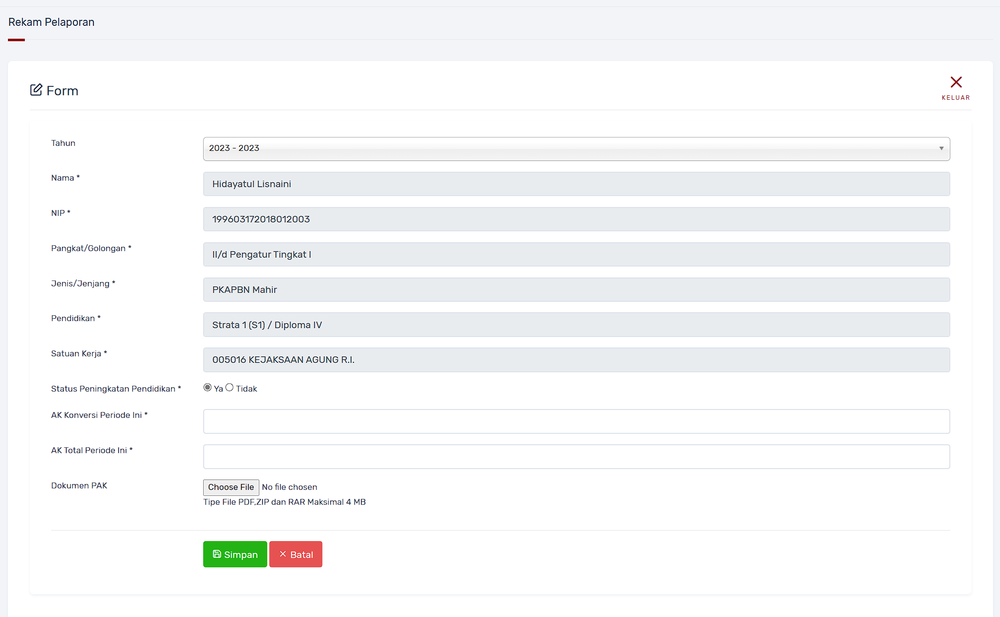 Rekam Pelaporan
Form
KELUAR
Tahun
2023 - 2023
Nama *
Hidayatul Lisnaini
NIP *
199603172018012003
Pangkat/Golongan *
II/d Pengatur Tingkat I
Jenis/Jenjang *
PKAPBN Mahir
Pendidikan *
Strata 1 (S1) / Diploma IV
Satuan Kerja *
005016 KEJAKSAAN AGUNG R.I.
Status Peningkatan Pendidikan *
Ya Tidak
AK Konversi Periode Ini *
AK Total Periode Ini *
Dokumen PAK
Choose File No file chosen
Tipe File PDF,ZIP dan RAR Maksimal 4 MB
Simpan Batal